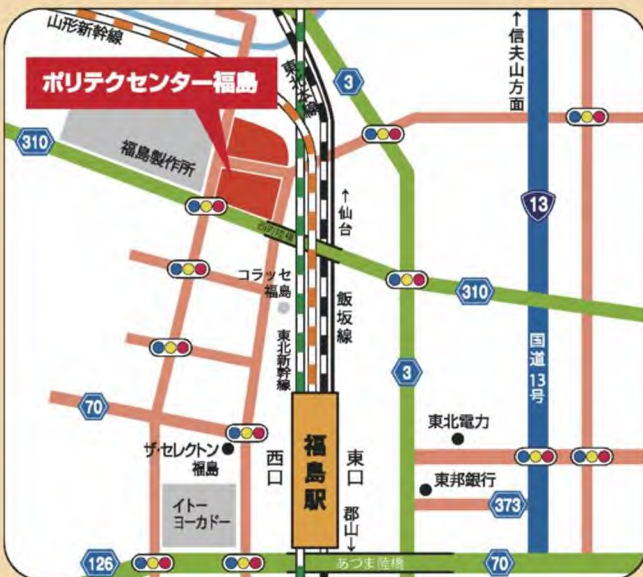 山形新幹線
東北本線
3
↑信夫山方面
ポリテクセンター福島
310
福島製作所
13
↑仙台
西町跨橋
コラッセ
福島
310
飯坂線
東北新幹線
国道13号
3
70
東北電力
ザ・セレクトン
福島
西口
福島駅
東口
東邦銀行
イトー
ヨーカドー
373
郡山↓
126
あづま陸橋
70